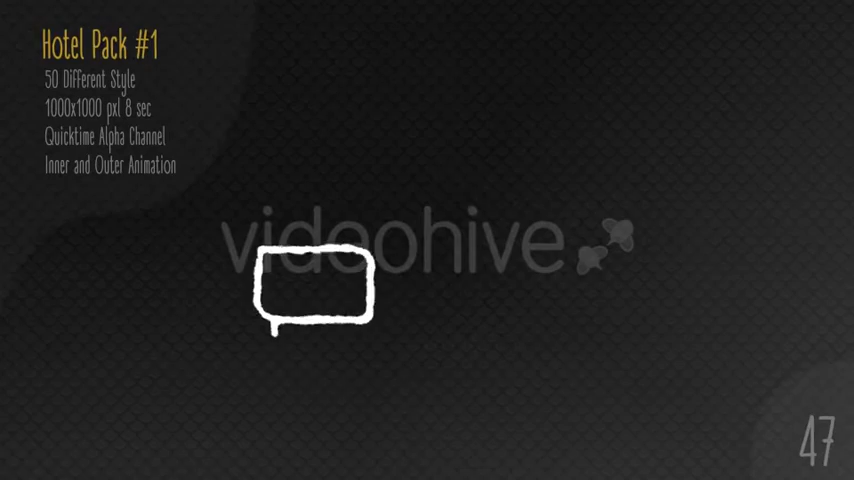 Hotel Pack #1
50 Different Style
1000x1000 pxl 8 sec
Quicktime Alpha Channel
Inner and Outer Animation
videohive
47